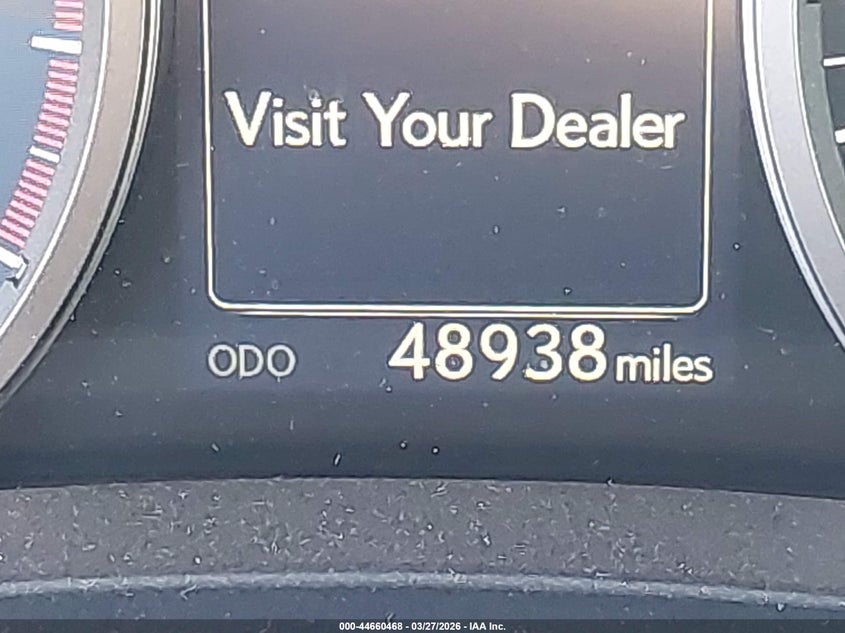 Visit Your Dealer
ODO 48938 miles
000-44660468 - 03/27/2026 - IAA Inc.